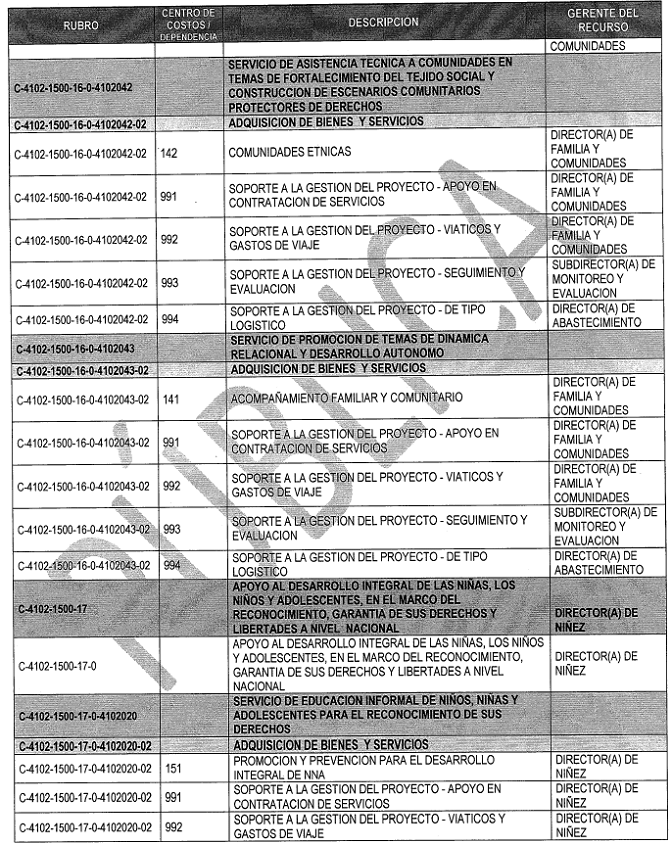 RUBRO CENTRO DE COSTOS / DEPENDENCIA DESCRIPCION GERENTE DEL RECURSO
COMUNIDADES
C-4102-1500-16-0-4102042 SERVICIO DE ASISTENCIA TECNICA A COMUNIDADES EN
TEMAS DE FORTALECIMIENTO DEL TEJIDO SOCIAL Y
CONSTRUCCION DE ESCENARIOS COMUNITARIOS
PROTECTORES DE DERECHOS
C-4102-1500-16-0-4102042-02 ADQUISICION DE BIENES Y SERVICIOS
C-4102-1500-16-0-4102042-02 142 COMUNIDADES ETNICAS DIRECTOR(A) DE
FAMILIA Y
COMUNIDADES
C-4102-1500-16-0-4102042-02 991 SOPORTE A LA GESTION DEL PROYECTO - APOYO EN
CONTRATACION DE SERVICIOS DIRECTOR(A) DE
FAMILIA Y
COMUNIDADES
C-4102-1500-16-0-4102042-02 992 SOPORTE A LA GESTION DEL PROYECTO - VIATICOS Y
GASTOS DE VIAJE DIRECTOR(A) DE
FAMILIA Y
COMUNIDADES
C-4102-1500-16-0-4102042-02 993 SOPORTE A LA GESTION DEL PROYECTO - SEGUIMIENTO Y
EVALUACION SUBDIRECTOR(A) DE
MONITOREO Y
EVALUACION
C-4102-1500-16-0-4102042-02 994 SOPORTE A LA GESTION DEL PROYECTO - DE TIPO
LOGISTICO DIRECTOR(A) DE
ABASTECIMIENTO
C-4102-1500-16-0-4102043 SERVICIO DE PROMOCION DE TEMAS DE DINAMICA
RELACIONAL Y DESARROLLO AUTONOMO
C-4102-1500-16-0-4102043-02 ADQUISICION DE BIENES Y SERVICIOS
C-4102-1500-16-0-4102043-02 141 ACOMPAÑAMIENTO FAMILIAR Y COMUNITARIO DIRECTOR(A) DE
FAMILIA Y
COMUNIDADES
C-4102-1500-16-0-4102043-02 991 SOPORTE A LA GESTION DEL PROYECTO - APOYO EN
CONTRATACION DE SERVICIOS DIRECTOR(A) DE
FAMILIA Y
COMUNIDADES
C-4102-1500-16-0-4102043-02 992 SOPORTE A LA GESTION DEL PROYECTO - VIATICOS Y
GASTOS DE VIAJE DIRECTOR(A) DE
FAMILIA Y
COMUNIDADES
C-4102-1500-16-0-4102043-02 993 SOPORTE A LA GESTION DEL PROYECTO - SEGUIMIENTO Y
EVALUACION SUBDIRECTOR(A) DE
MONITOREO Y
EVALUACION
C-4102-1500-16-0-4102043-02 994 SOPORTE A LA GESTION DEL PROYECTO - DE TIPO
LOGISTICO DIRECTOR(A) DE
ABASTECIMIENTO
C-4102-1500-17 APOYO AL DESARROLLO INTEGRAL DE LAS NIÑAS, LOS
NIÑOS Y ADOLESCENTES, EN EL MARCO DEL
RECONOCIMIENTO, GARANTIA DE SUS DERECHOS Y
LIBERTADES A NIVEL NACIONAL DIRECTOR(A) DE
NIÑEZ
C-4102-1500-17-0 APOYO AL DESARROLLO INTEGRAL DE LAS NIÑAS, LOS NIÑOS
Y ADOLESCENTES, EN EL MARCO DEL RECONOCIMIENTO,
GARANTIA DE SUS DERECHOS Y LIBERTADES A NIVEL
NACIONAL DIRECTOR(A) DE
NIÑEZ
C-4102-1500-17-0-4102020 SERVICIO DE EDUCACION INFORMAL DE NIÑOS, NIÑAS Y
ADOLESCENTES PARA EL RECONOCIMIENTO DE SUS
DERECHOS
C-4102-1500-17-0-4102020-02 ADQUISICION DE BIENES Y SERVICIOS
C-4102-1500-17-0-4102020-02 151 PROMOCION Y PREVENCION PARA EL DESARROLLO
INTEGRAL DE NNA DIRECTOR(A) DE
NIÑEZ
C-4102-1500-17-0-4102020-02 991 SOPORTE A LA GESTION DEL PROYECTO - APOYO EN
CONTRATACION DE SERVICIOS DIRECTOR(A) DE
NIÑEZ
C-4102-1500-17-0-4102020-02 992 SOPORTE A LA GESTION DEL PROYECTO - VIATICOS Y
GASTOS DE VIAJE DIRECTOR(A) DE
NIÑEZ
PÚBLICA